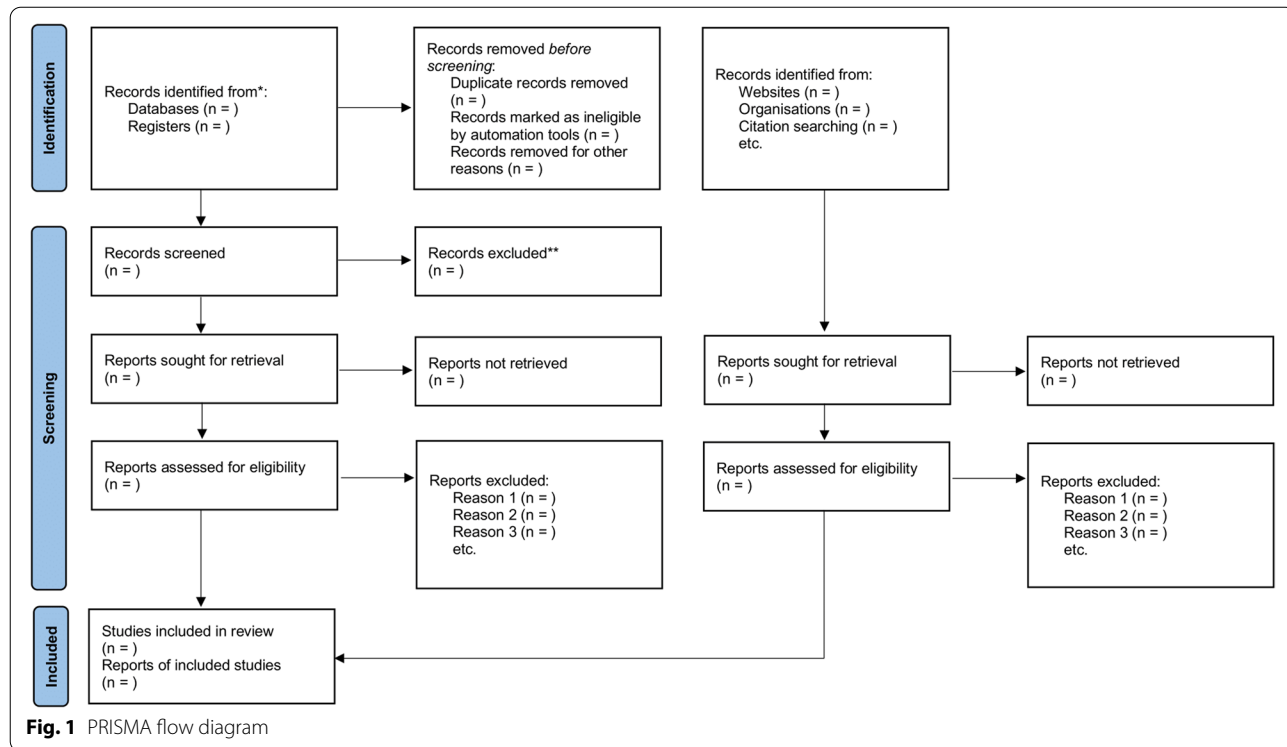 Identification
Records identified from*:
Databases (n = )
Registers (n = )
Records removed before
screening:
Duplicate records removed
(n = )
Records marked as ineligible
by automation tools (n = )
Records removed for other
reasons (n = )
Records identified from:
Websites (n = )
Organisations (n = )
Citation searching (n = )
etc.
Screening
Records screened
(n = )
Records excluded**
(n = )
Reports sought for retrieval
(n = )
Reports not retrieved
(n = )
Reports sought for retrieval
(n = )
Reports not retrieved
(n = )
Reports assessed for eligibility
(n = )
Reports excluded:
Reason 1 (n = )
Reason 2 (n = )
Reason 3 (n = )
etc.
Reports assessed for eligibility
(n = )
Reports excluded:
Reason 1 (n = )
Reason 2 (n = )
Reason 3 (n = )
etc.
Included
Studies included in review
(n = )
Reports of included studies
(n = )
Fig. 1 PRISMA flow diagram